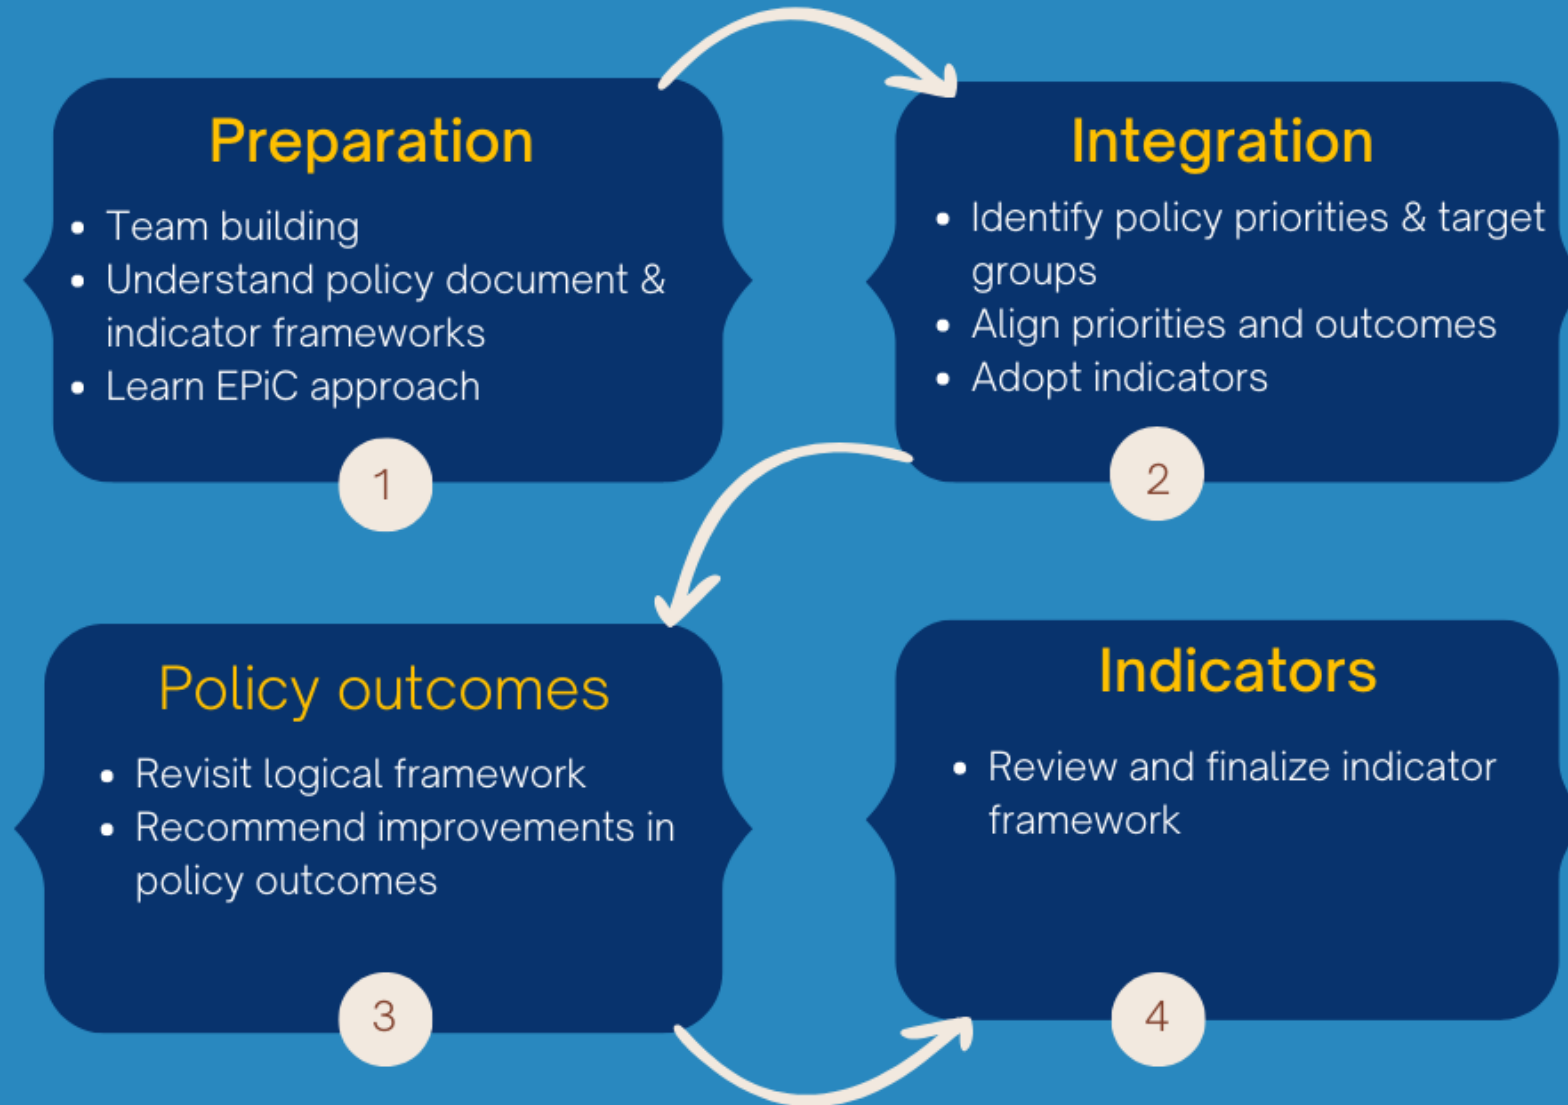 Preparation
• Team building
• Understand policy document &
indicator frameworks
• Learn EPiC approach
1
Integration
• Identify policy priorities & target
groups
• Align priorities and outcomes
• Adopt indicators
2
Policy outcomes
• Revisit logical framework
• Recommend improvements in
policy outcomes
3
Indicators
• Review and finalize indicator
framework
4